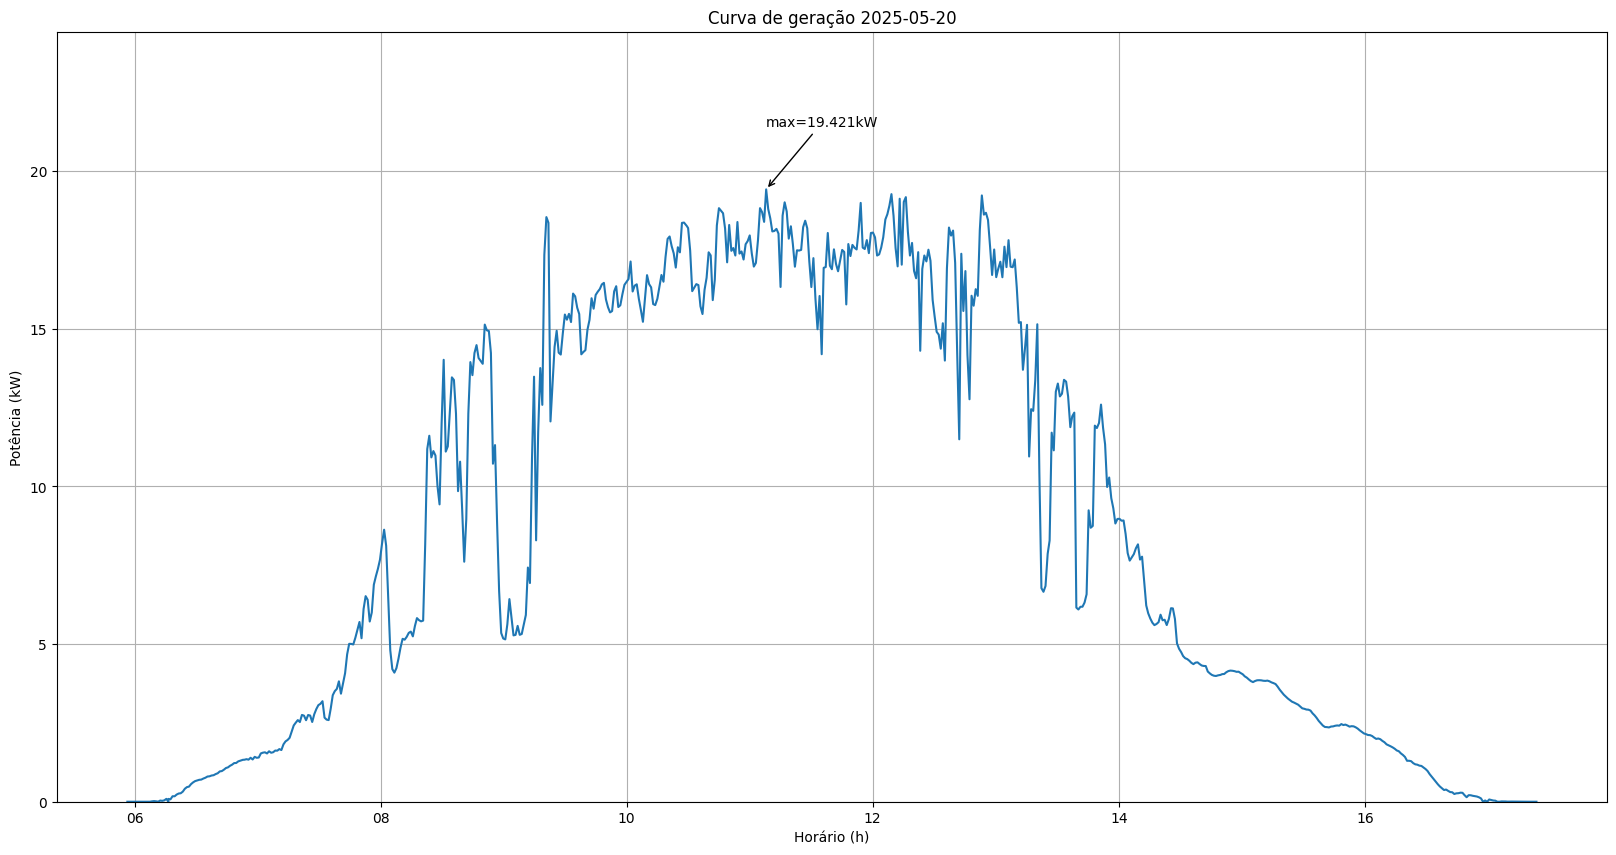 Curva de geração 2025-05-20
max=19.421kW
20
15
10
5
0
Potência (kW)
06 08 10 12 14 16
Horário (h)